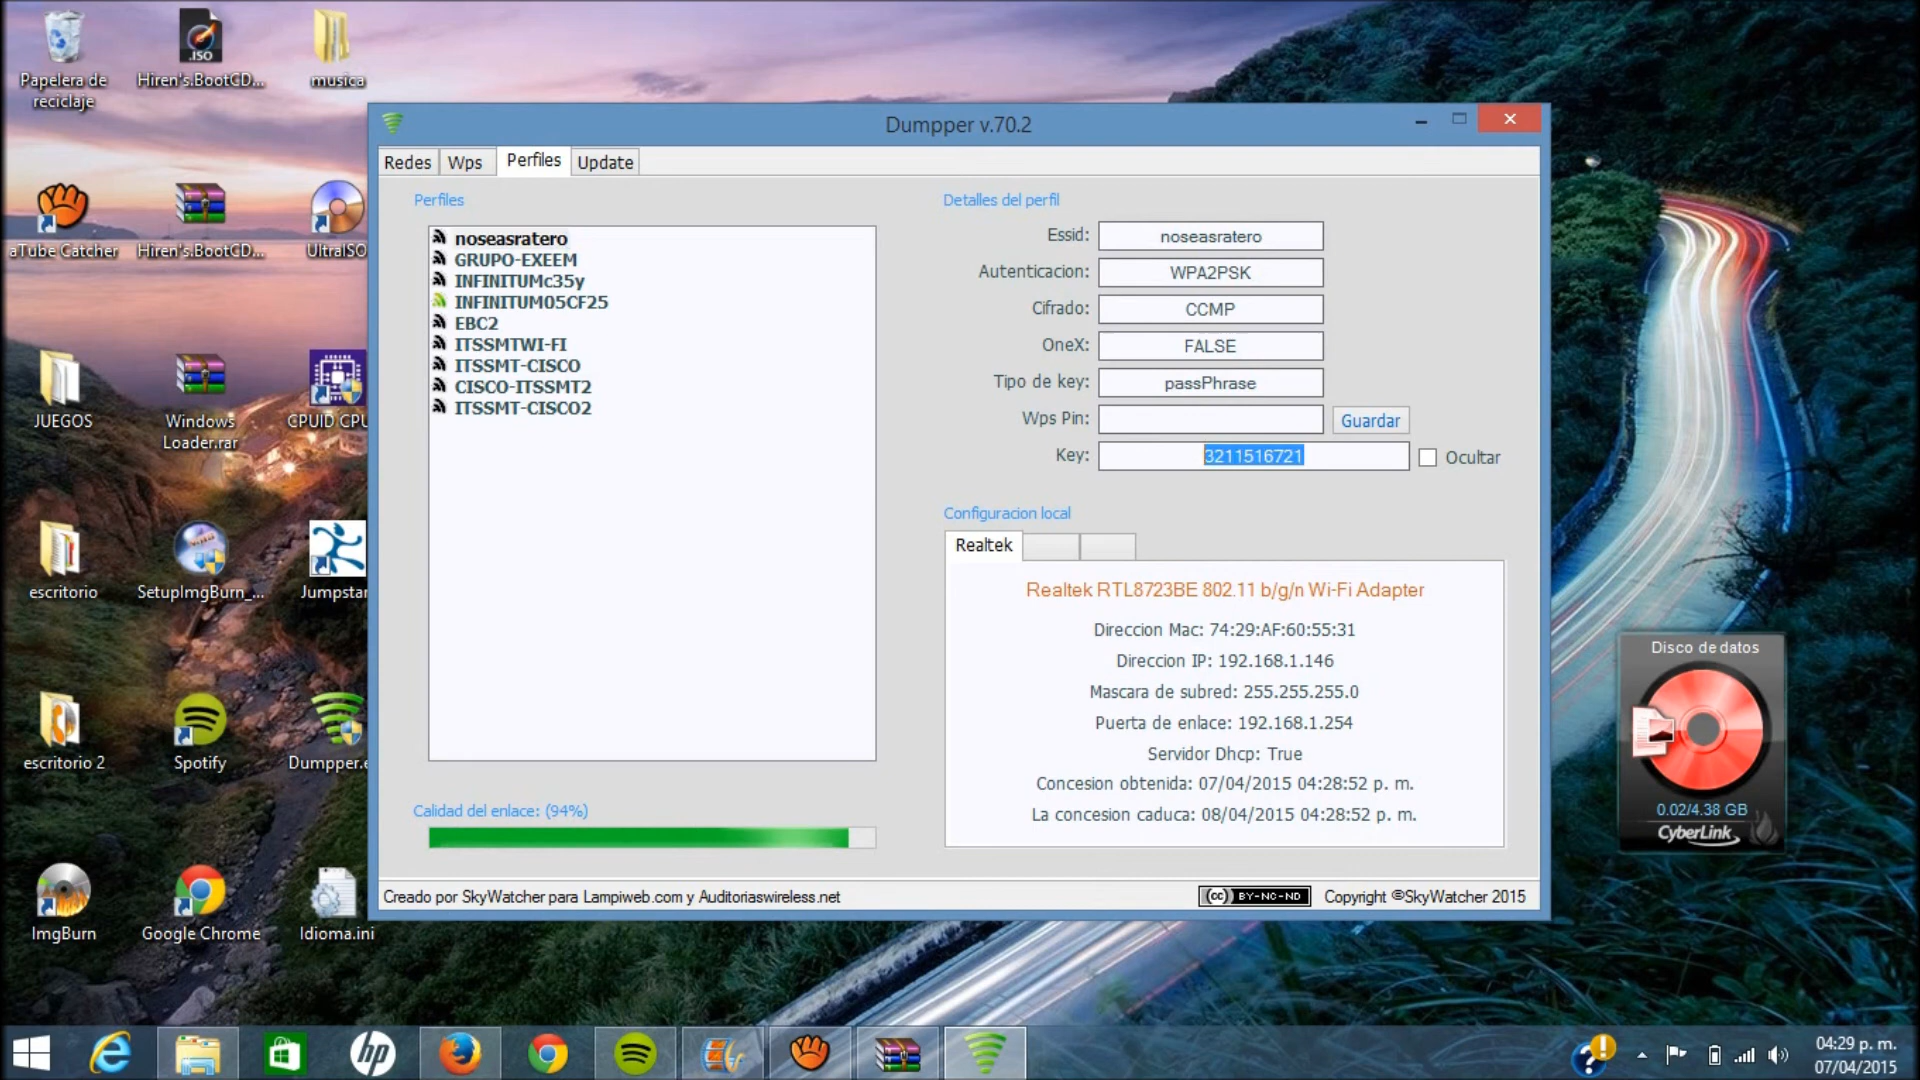 Papelera de
reciclaje
Hiren's.BootCD...
musica
aTube Catcher
Hiren's.BootCD...
UltraISO
JUEGOS
Windows
Loader.rar
CPUID CPU
escritorio
SetupImgBurn_...
Jumpstar
escritorio 2
Spotify
Dumpper.e
ImgBurn
Google Chrome
Idioma.ini
.ISO
Dumpper v.70.2
Redes
Wps
Perfiles
Update
Perfiles
noseasratero
GRUPO-EXEEM
INFINITUMc35y
INFINITUM05CF25
EBC2
ITSSMTWI-FI
ITSSMT-CISCO
CISCO-ITSSMT2
ITSSMT-CISCO2
Calidad del enlace: (94%)
Detalles del perfil
Essid: noseasratero
Autenticacion: WPA2PSK
Cifrado: CCMP
OneX: FALSE
Tipo de key: passPhrase
Wps Pin: Guardar
Key: 3211516721 Ocultar
Configuracion local
Realtek
Realtek RTL8723BE 802.11 b/g/n Wi-Fi Adapter
Direccion Mac: 74:29:AF:60:55:31
Direccion IP: 192.168.1.146
Mascara de subred: 255.255.255.0
Puerta de enlace: 192.168.1.254
Servidor Dhcp: True
Concesion obtenida: 07/04/2015 04:28:52 p. m.
La concesion caduca: 08/04/2015 04:28:52 p. m.
Creado por SkyWatcher para Lampiweb.com y Auditoriaswireless.net
(cc) BY-NC-ND
Copyright ©SkyWatcher 2015
Disco de datos
0.02/4.38 GB
CyberLink
hp
04:29 p. m.
07/04/2015